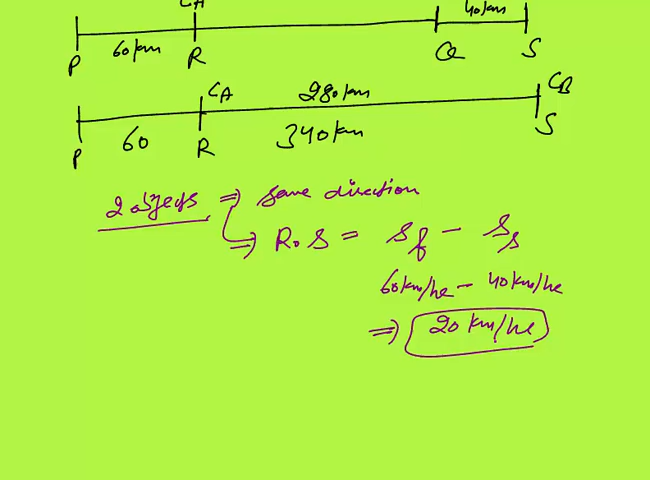 CA
60km 40km
P R Q S
CA 280km CB
60 340km
P R S
2 objects ⇒ same direction
⇒ R.S = Sf - Ss
60km/hr - 40km/hr
⇒ 20 km/hr